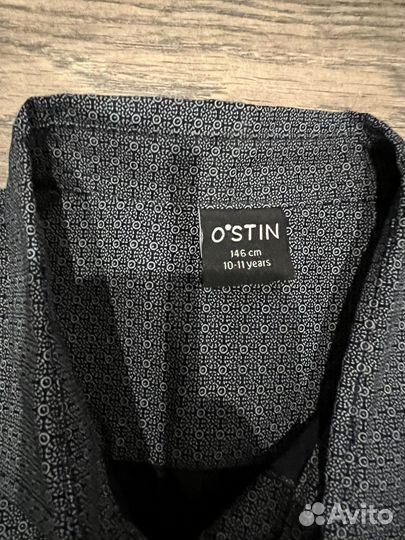 O'STIN
146 cm
10-11 years
Avito